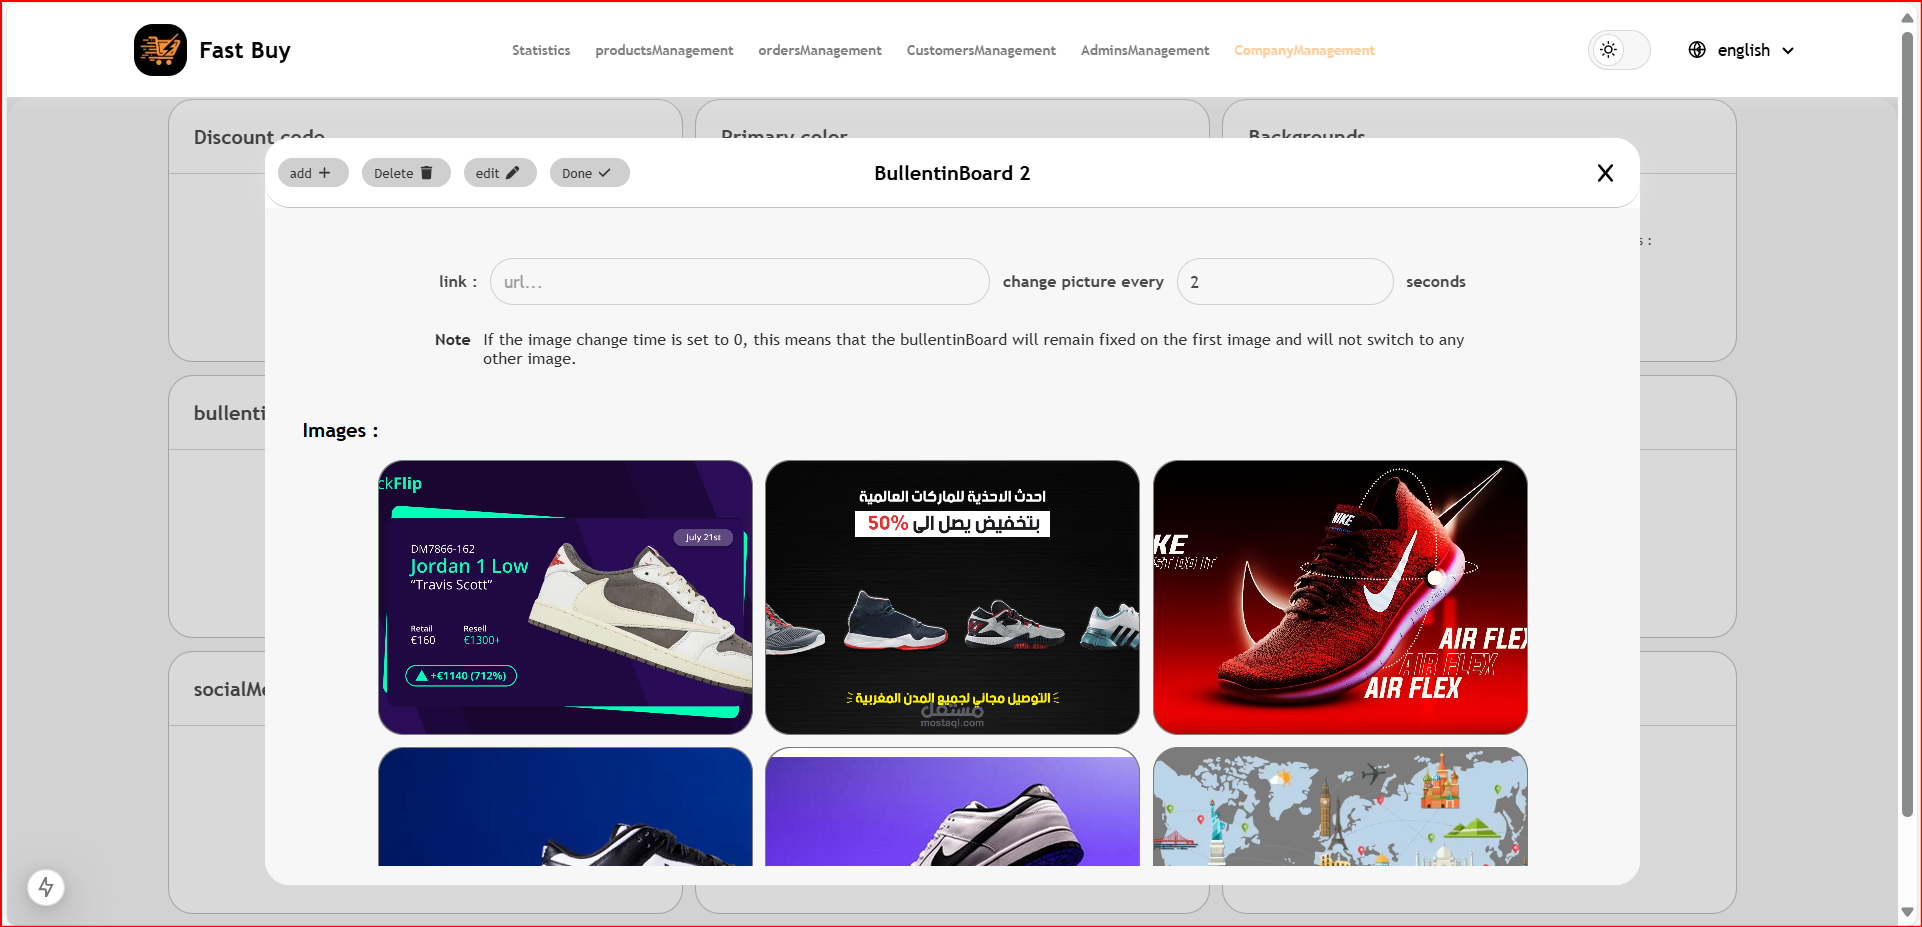 Fast Buy
Statistics productsManagement ordersManagement CustomersManagement AdminsManagement CompanyManagement
english
Discount code Primary color Backgrounds
add Delete edit Done
BullentinBoard 2
X
s :
link : url... change picture every 2 seconds
Note If the image change time is set to 0, this means that the bullentinBoard will remain fixed on the first image and will not switch to any
other image.
bullenti
Images :
ckFlip
July 21st
DM7866-162
Jordan 1 Low
“Travis Scott”
Retail Resell
€160 €1300+
+€1140 (712%)
احدث الاحذية للماركات العالمية
بتخفيض يصل الى 50%
التوصيل مجاني لجميع المدن المغربية
مستقل
mostaql.com
NIKE
KE
AIR FLEX
AIR FLEX
AIR FLEX
socialMe